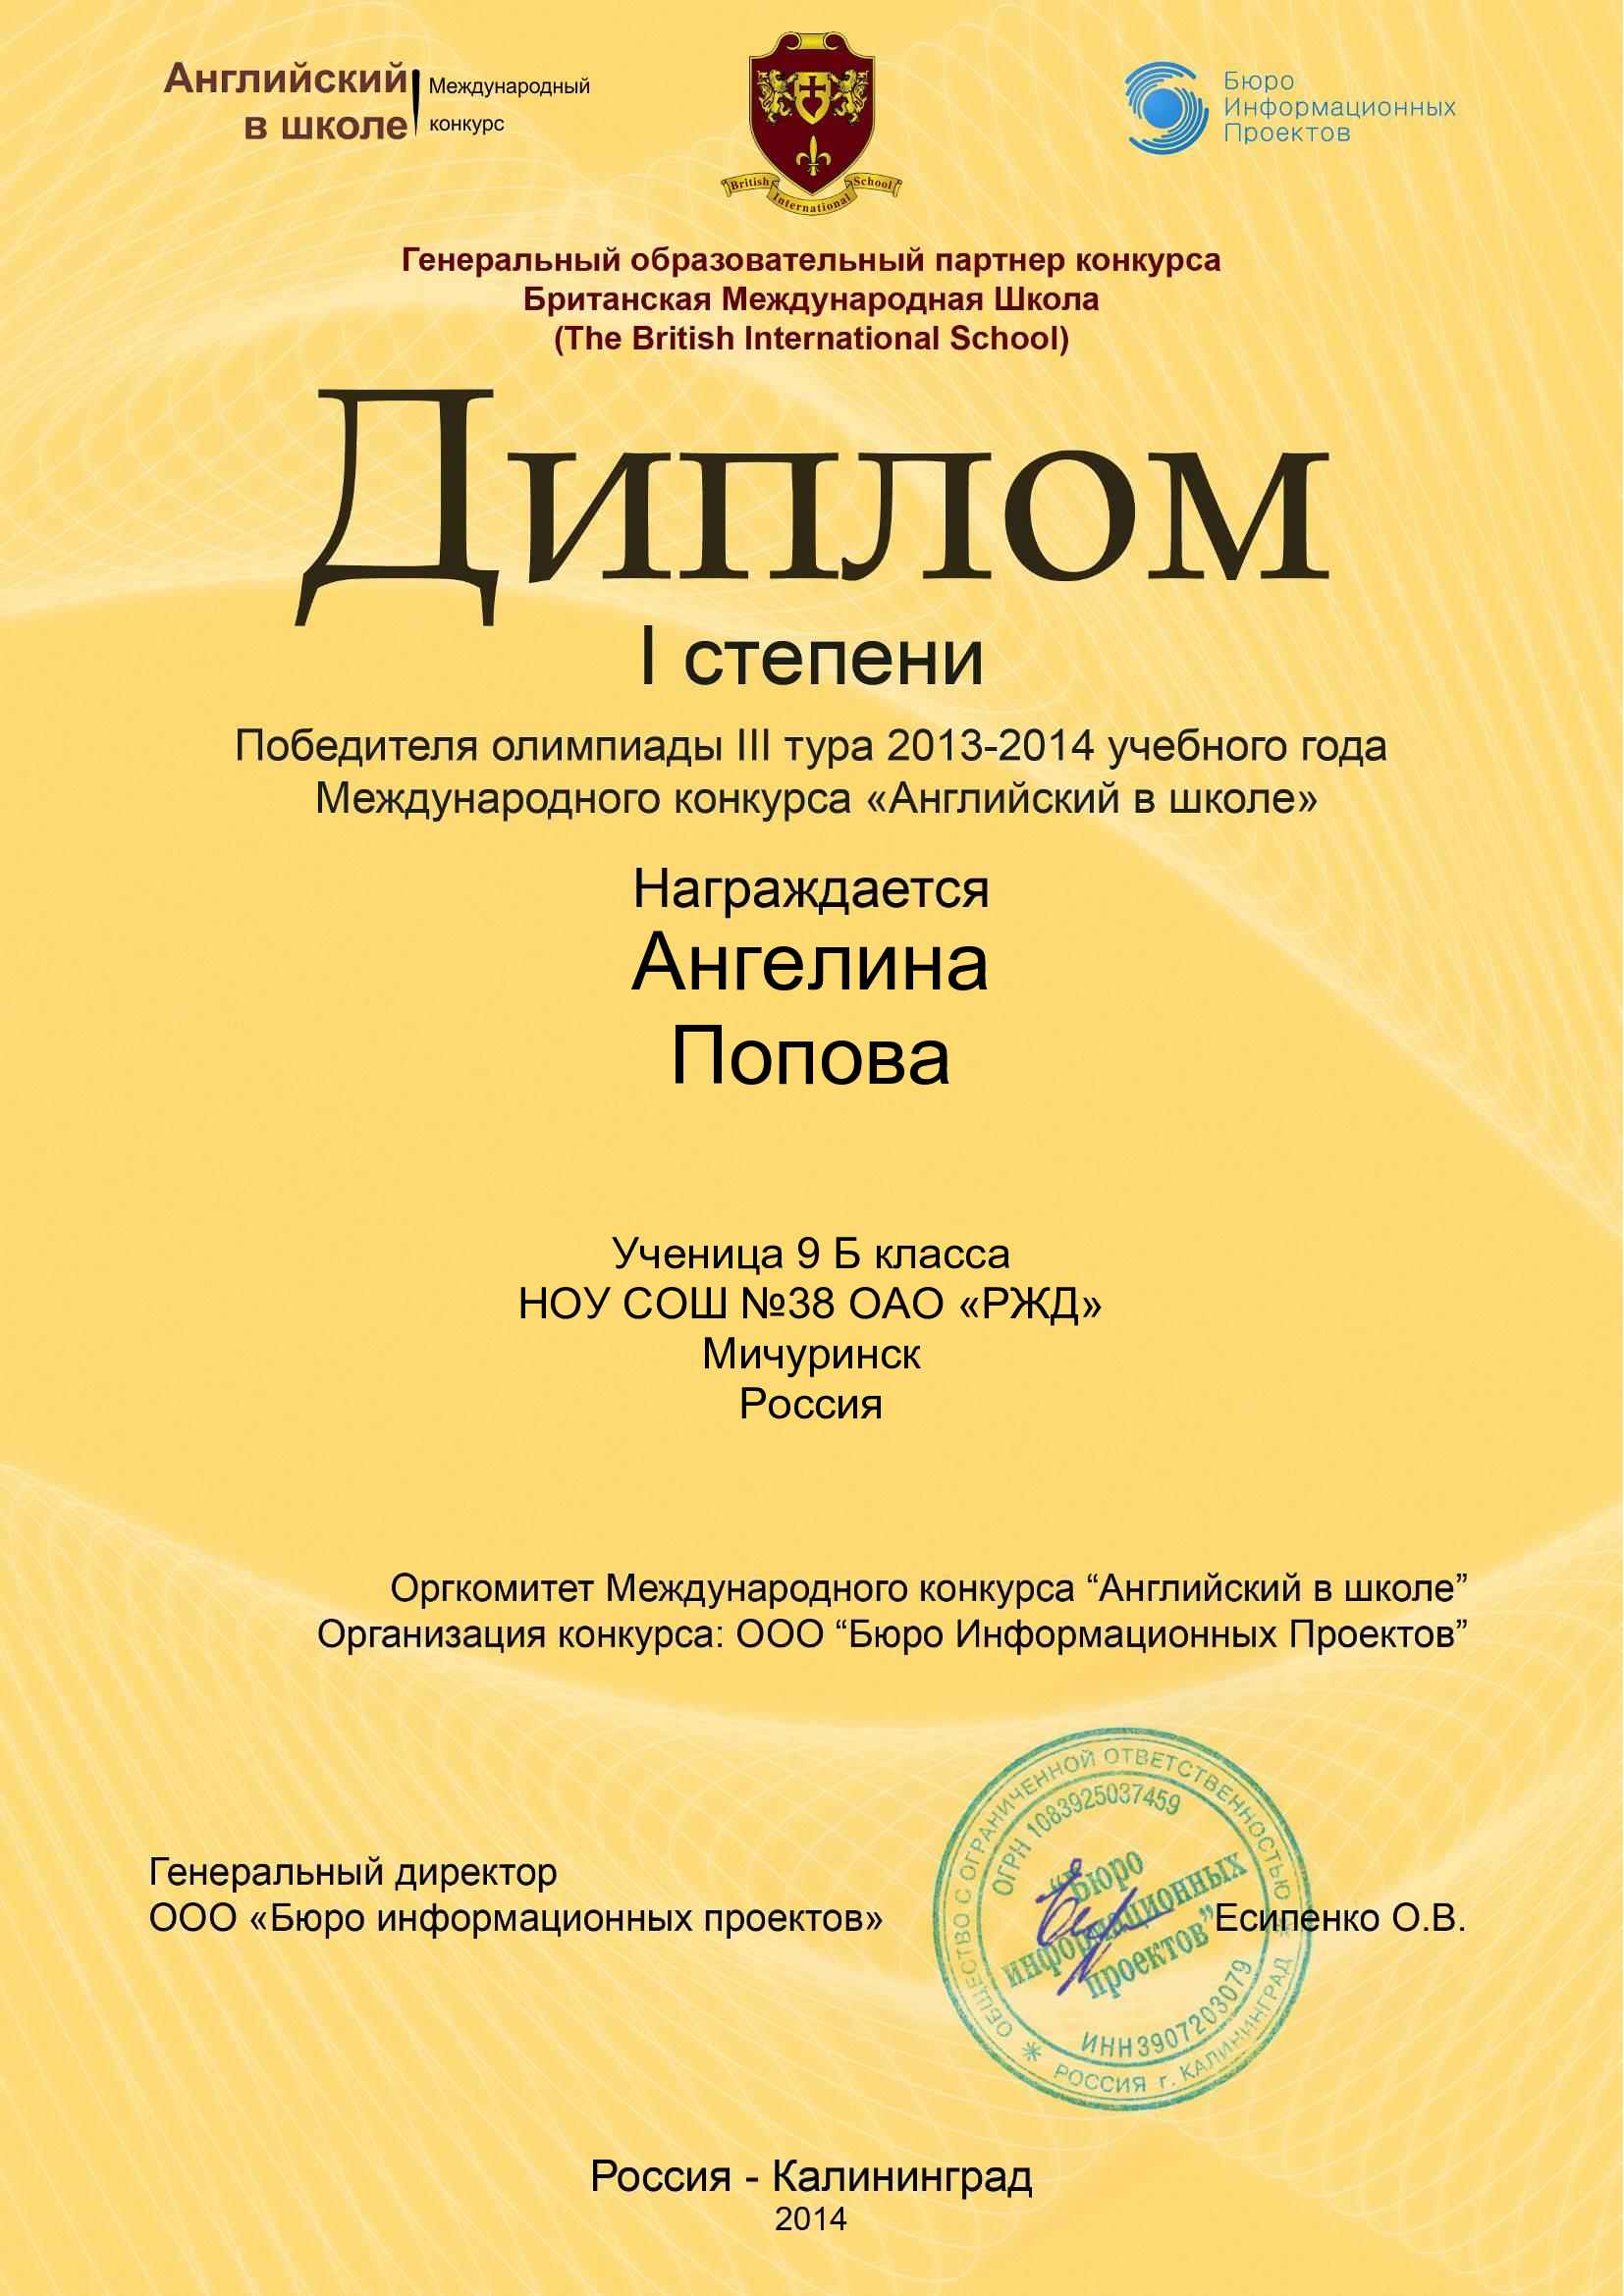 Английский
в школе
Международный
конкурс
British International School
Бюро
Информационных
Проектов
Генеральный образовательный партнер конкурса
Британская Международная Школа
(The British International School)
Диплом
I степени
Победителя олимпиады III тура 2013-2014 учебного года
Международного конкурса «Английский в школе»
Награждается
Ангелина
Попова
Ученица 9 Б класса
НОУ СОШ №38 ОАО «РЖД»
Мичуринск
Россия
Оргкомитет Международного конкурса “Английский в школе”
Организация конкурса: ООО “Бюро Информационных Проектов”
Генеральный директор
ООО «Бюро информационных проектов»
Есипенко О.В.
ОБЩЕСТВО С ОГРАНИЧЕННОЙ ОТВЕТСТВЕННОСТЬЮ
РОССИЯ г. КАЛИНИНГРАД
ОГРН 1083925037459
“Бюро
информационных
проектов”
ИНН3907203079
Россия - Калининград
2014